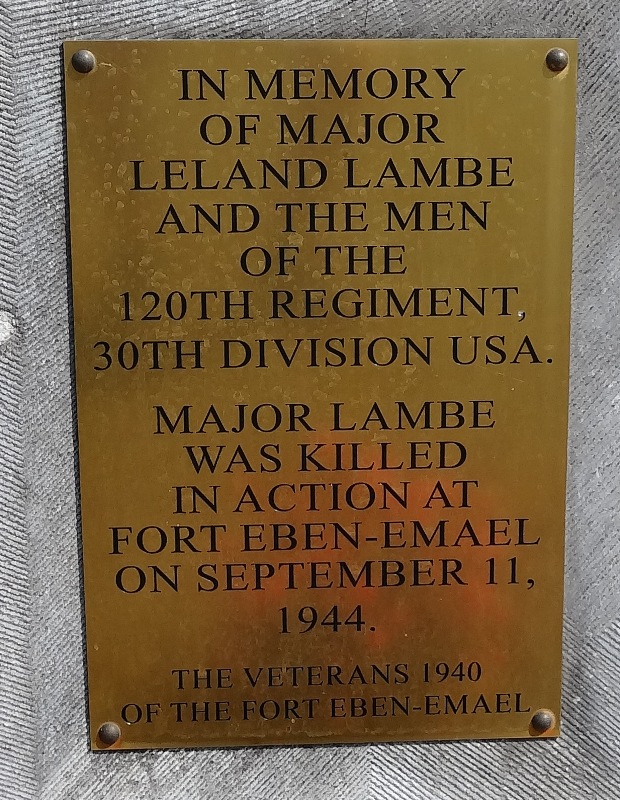 IN MEMORY
OF MAJOR
LELAND LAMBE
AND THE MEN
OF THE
120TH REGIMENT,
30TH DIVISION USA.
MAJOR LAMBE
WAS KILLED
IN ACTION AT
FORT EBEN-EMAEL
ON SEPTEMBER 11,
1944.
THE VETERANS 1940
OF THE FORT EBEN-EMAEL